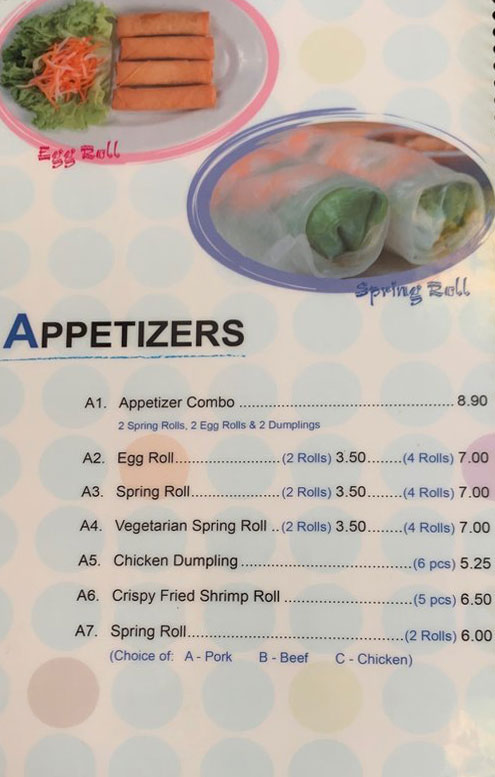 Egg Roll
Spring Roll
APPETIZERS
A1. Appetizer Combo ........................................................ 8.90
2 Spring Rolls, 2 Egg Rolls & 2 Dumplings
A2. Egg Roll...........................(2 Rolls) 3.50.........(4 Rolls) 7.00
A3. Spring Roll.......................(2 Rolls) 3.50.........(4 Rolls) 7.00
A4. Vegetarian Spring Roll ..(2 Rolls) 3.50.........(4 Rolls) 7.00
A5. Chicken Dumpling ............................................(6 pcs) 5.25
A6. Crispy Fried Shrimp Roll .................................(5 pcs) 6.50
A7. Spring Roll.......................................................(2 Rolls) 6.00
(Choice of: A - Pork B - Beef C - Chicken)